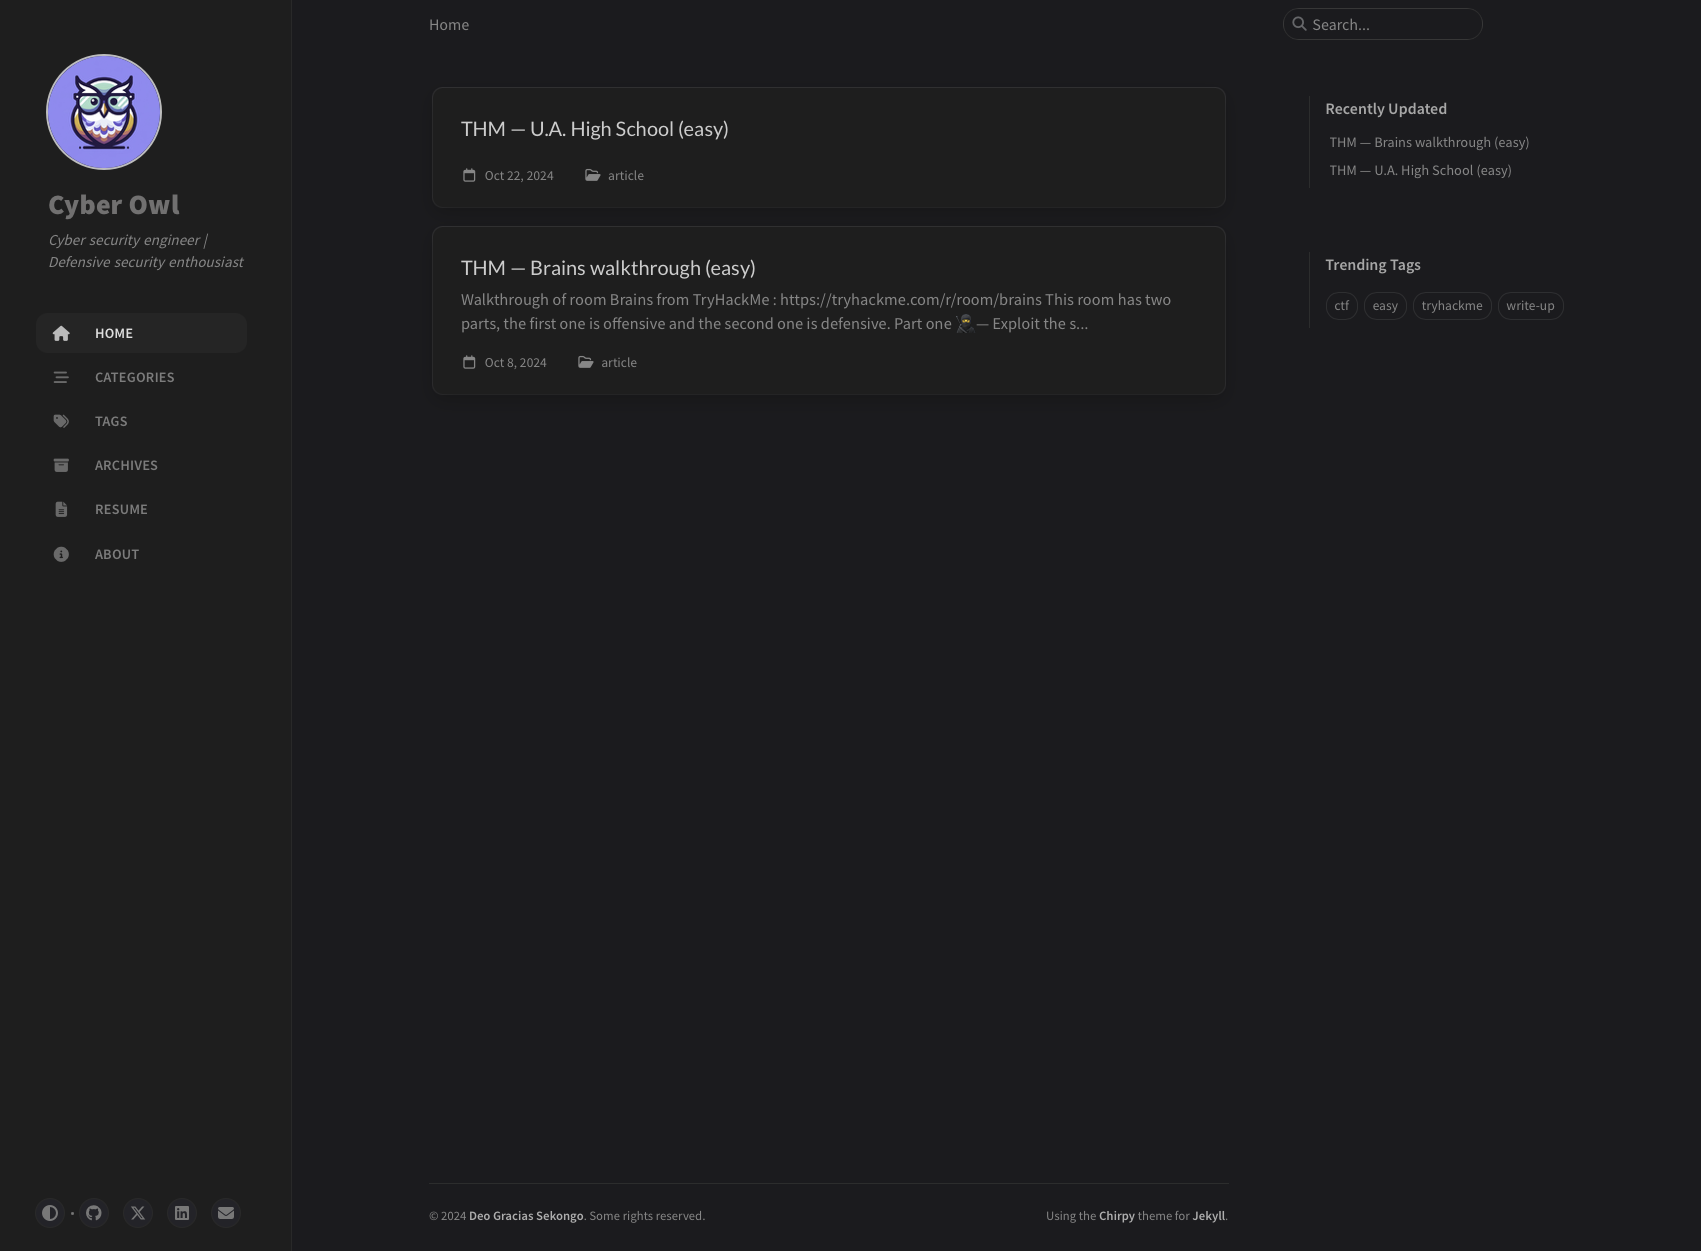 Cyber Owl
Cyber security engineer |
Defensive security enthousiast
HOME
CATEGORIES
TAGS
ARCHIVES
RESUME
ABOUT
Home
Search...
THM — U.A. High School (easy)
Oct 22, 2024 article
THM — Brains walkthrough (easy)
Walkthrough of room Brains from TryHackMe : https://tryhackme.com/r/room/brains This room has two
parts, the first one is offensive and the second one is defensive. Part one 🥷 — Exploit the s...
Oct 8, 2024 article
Recently Updated
THM — Brains walkthrough (easy)
THM — U.A. High School (easy)
Trending Tags
ctf easy tryhackme write-up
© 2024 Deo Gracias Sekongo. Some rights reserved.
Using the Chirpy theme for Jekyll.